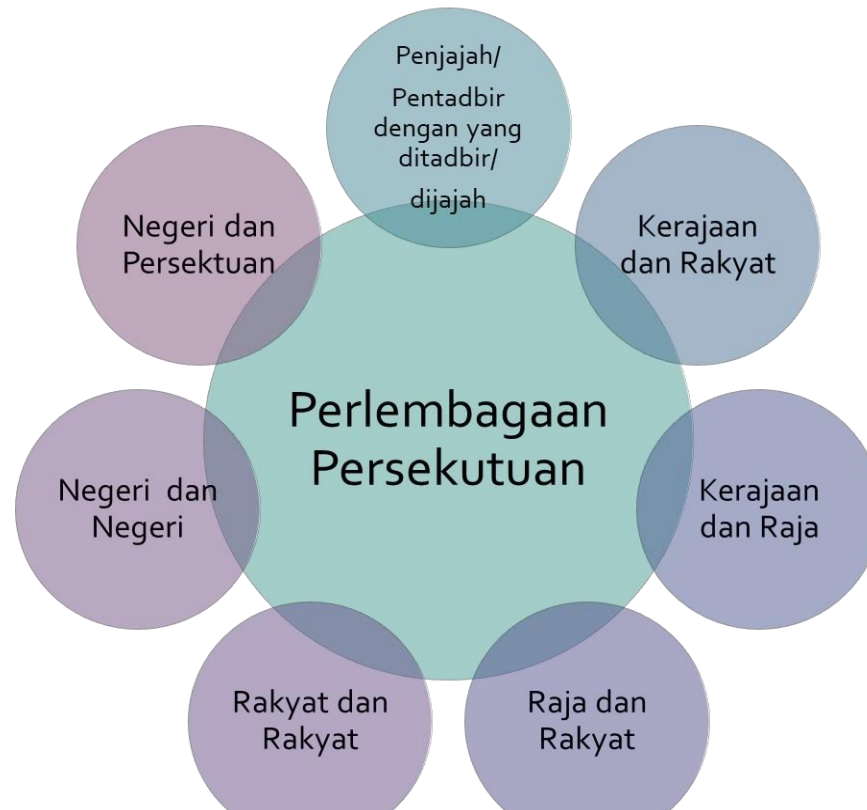 Penjajah/
Pentadbir
dengan yang
ditadbir/
dijajah
Kerajaan
dan Rakyat
Kerajaan
dan Raja
Raja dan
Rakyat
Rakyat dan
Rakyat
Negeri dan
Negeri
Negeri dan
Persektuan
Perlembagaan
Persekutuan